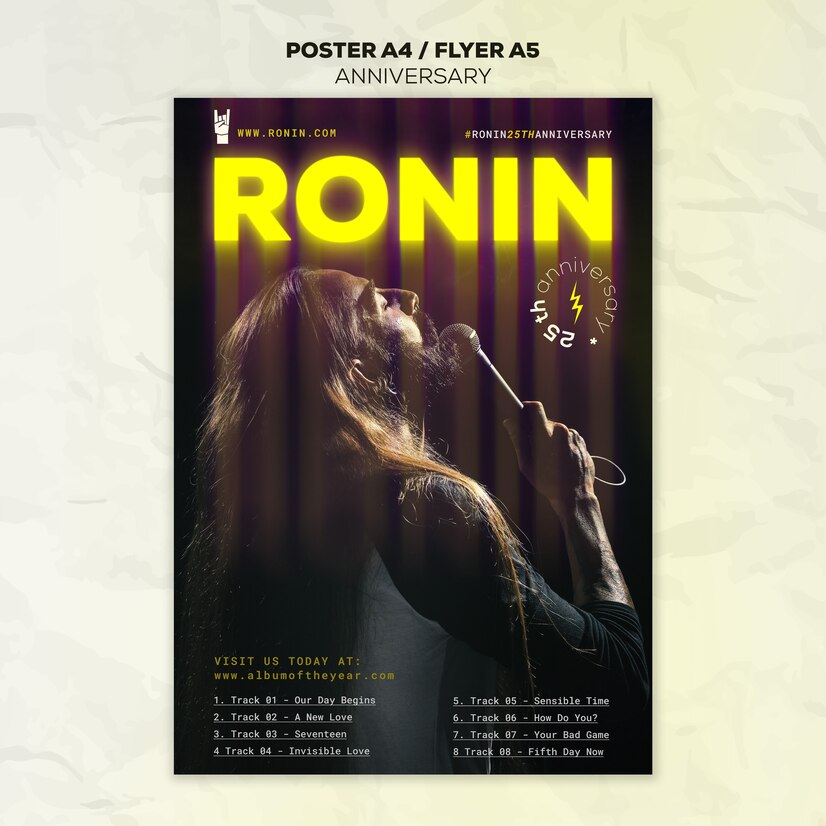 POSTER A4 / FLYER A5
ANNIVERSARY
WWW.RONIN.COM
#RONIN25THANNIVERSARY
RONIN
25 th anniversary *
VISIT US TODAY AT:
www.albumoftheyear.com
1. Track 01 - Our Day Begins
2. Track 02 - A New Love
3. Track 03 - Seventeen
4 Track 04 - Invisible Love
5. Track 05 - Sensible Time
6. Track 06 - How Do You?
7. Track 07 - Your Bad Game
8 Track 08 - Fifth Day Now